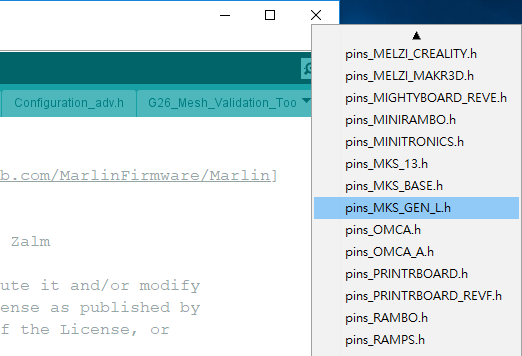 Configuration_adv.h
G26_Mesh_Validation_Too
b.com/MarlinFirmware/Marlin]
Zalm
ute it and/or modify
ense as published by
f the License, or
pins_MELZI_CREALITY.h
pins_MELZI_MAKR3D.h
pins_MIGHTYBOARD_REVE.h
pins_MINIRAMBO.h
pins_MINITRONICS.h
pins_MKS_13.h
pins_MKS_BASE.h
pins_MKS_GEN_L.h
pins_OMCA.h
pins_OMCA_A.h
pins_PRINTRBOARD.h
pins_PRINTRBOARD_REVF.h
pins_RAMBO.h
pins_RAMPS.h